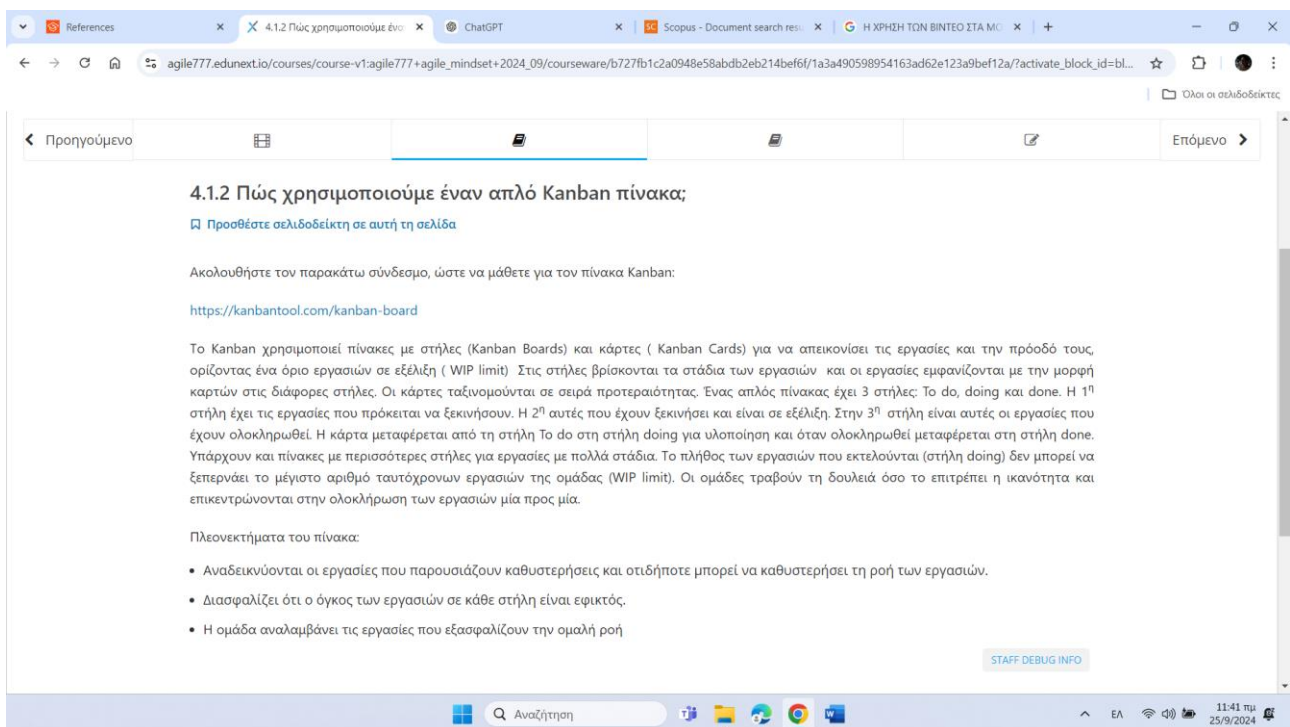 References
4.1.2 Πώς χρησιμοποιούμε ένα
ChatGPT
Scopus - Document search resu
Η ΧΡΗΣΗ ΤΩΝ ΒΙΝΤΕΟ ΣΤΑ ΜΟ
agile777.edunext.io/courses/course-v1:agile777+agile_mindset+2024_09/courseware/b727fb1c2a0948e58abdb2eb214bef6f/1a3a490598954163ad62e123a9bef12a/?activate_block_id=bl...
Όλοι οι σελιδοδείκτες
Προηγούμενο
Επόμενο
4.1.2 Πώς χρησιμοποιούμε έναν απλό Kanban πίνακα;
Προσθέστε σελιδοδείκτη σε αυτή τη σελίδα
Ακολουθήστε τον παρακάτω σύνδεσμο, ώστε να μάθετε για τον πίνακα Kanban:
https://kanbantool.com/kanban-board
Το Kanban χρησιμοποιεί πίνακες με στήλες (Kanban Boards) και κάρτες ( Kanban Cards) για να απεικονίσει τις εργασίες και την πρόοδό τους,
ορίζοντας ένα όριο εργασιών σε εξέλιξη ( WIP limit) Στις στήλες βρίσκονται τα στάδια των εργασιών και οι εργασίες εμφανίζονται με την μορφή
καρτών στις διάφορες στήλες. Οι κάρτες ταξινομούνται σε σειρά προτεραιότητας. Ένας απλός πίνακας έχει 3 στήλες: To do, doing και done. Η 1η
στήλη έχει τις εργασίες που πρόκειται να ξεκινήσουν. Η 2η αυτές που έχουν ξεκινήσει και είναι σε εξέλιξη. Στην 3η στήλη είναι αυτές οι εργασίες που
έχουν ολοκληρωθεί. Η κάρτα μεταφέρεται από τη στήλη To do στη στήλη doing για υλοποίηση και όταν ολοκληρωθεί μεταφέρεται στη στήλη done.
Υπάρχουν και πίνακες με περισσότερες στήλες για εργασίες με πολλά στάδια. Το πλήθος των εργασιών που εκτελούνται (στήλη doing) δεν μπορεί να
ξεπερνάει το μέγιστο αριθμό ταυτόχρονων εργασιών της ομάδας (WIP limit). Οι ομάδες τραβούν τη δουλειά όσο το επιτρέπει η ικανότητα και
επικεντρώνονται στην ολοκλήρωση των εργασιών μία προς μία.
Πλεονεκτήματα του πίνακα:
• Αναδεικνύονται οι εργασίες που παρουσιάζουν καθυστερήσεις και οτιδήποτε μπορεί να καθυστερήσει τη ροή των εργασιών.
• Διασφαλίζει ότι ο όγκος των εργασιών σε κάθε στήλη είναι εφικτός.
• Η ομάδα αναλαμβάνει τις εργασίες που εξασφαλίζουν την ομαλή ροή
STAFF DEBUG INFO
Αναζήτηση
ΕΛ
11:41 πμ
25/9/2024